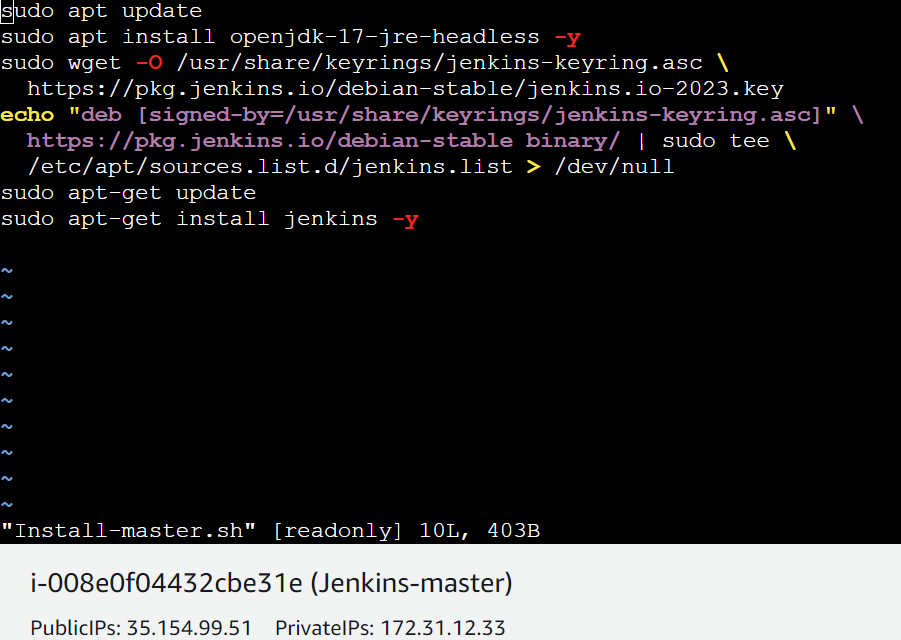 sudo apt update
sudo apt install openjdk-17-jre-headless -y
sudo wget -O /usr/share/keyrings/jenkins-keyring.asc \
  https://pkg.jenkins.io/debian-stable/jenkins.io-2023.key
echo "deb [signed-by=/usr/share/keyrings/jenkins-keyring.asc]" \
  https://pkg.jenkins.io/debian-stable binary/ | sudo tee \
  /etc/apt/sources.list.d/jenkins.list > /dev/null
sudo apt-get update
sudo apt-get install jenkins -y
~
~
~
~
~
~
~
~
~
~
"Install-master.sh" [readonly] 10L, 403B
i-008e0f04432cbe31e (Jenkins-master)
PublicIPs: 35.154.99.51    PrivateIPs: 172.31.12.33